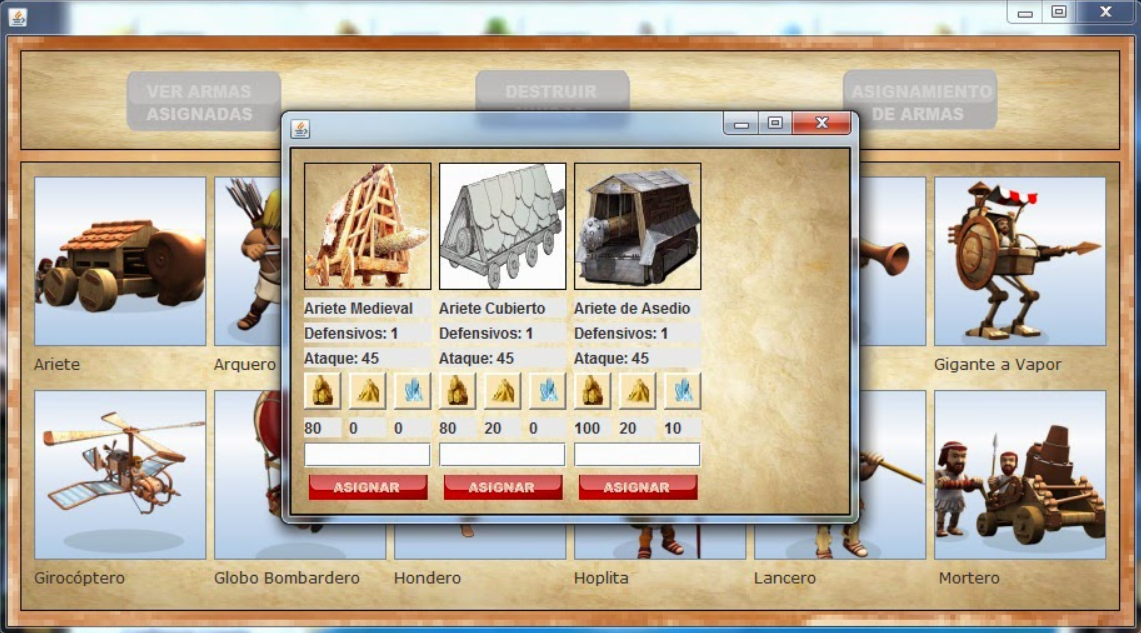 VER ARMAS
ASIGNADAS
DESTRUIR
ASIGNAMIENTO
DE ARMAS
Ariete Medieval
Ariete Cubierto
Ariete de Asedio
Defensivos: 1
Defensivos: 1
Defensivos: 1
Ataque: 45
Ataque: 45
Ataque: 45
80 0 0
80 20 0
100 20 10
ASIGNAR
ASIGNAR
ASIGNAR
Ariete
Arquero
Gigante a Vapor
Girocóptero
Globo Bombardero
Hondero
Hoplita
Lancero
Mortero